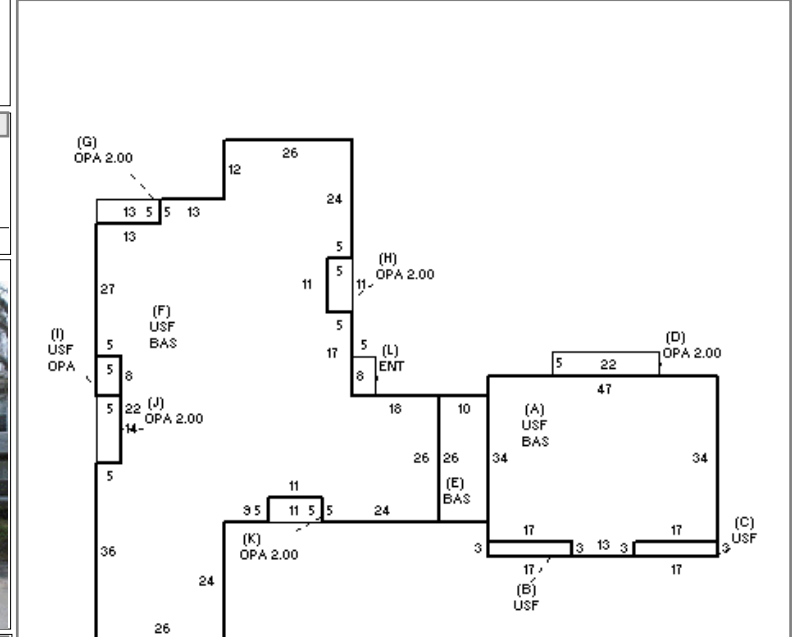 (G)
OPA 2.00
26
12
24
13 5 5 13
13
5
5
(H)
OPA 2.00
11 11
27
(F)
USF
BAS
5
17
(I)
USF
OPA
5
5
8
5
(L)
ENT
8
(D)
OPA 2.00
5 22
47
5 22
14
(J)
OPA 2.00
18 10
(A)
USF
BAS
26 26
34 34
(E)
BAS
5
11
9 5 11 5 5 24
(K)
OPA 2.00
17 17
3 3 13 3 3
(C)
USF
17 17
(B)
USF
36
24
26